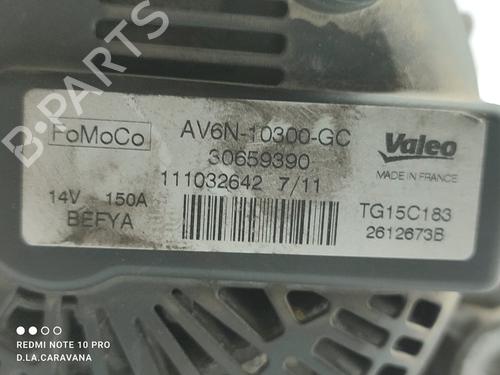 B-PARTS
FoMoCo
AV6N-10300-GC
30659390
111032642 7/11
14V 150A
BEFYA
Valeo
MADE IN FRANCE
TG15C183
2612673B
REDMI NOTE 10 PRO
D.LA.CARAVANA